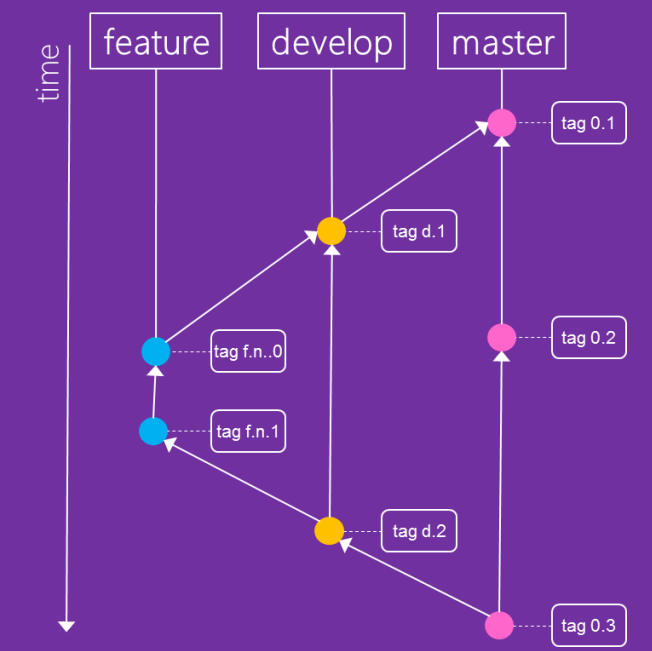 feature
develop
master
time
tag 0.1
tag d.1
tag 0.2
tag f.n..0
tag f.n.1
tag d.2
tag 0.3